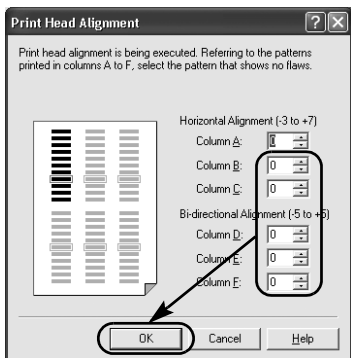 Print Head Alignment
Print head alignment is being executed. Referring to the patterns
printed in columns A to F, select the pattern that shows no flaws.
Horizontal Alignment (-3 to +7)
Column A: 0
Column B: 0
Column C: 0
Bi-directional Alignment (-5 to +6)
Column D: 0
Column E: 0
Column F: 0
OK Cancel Help